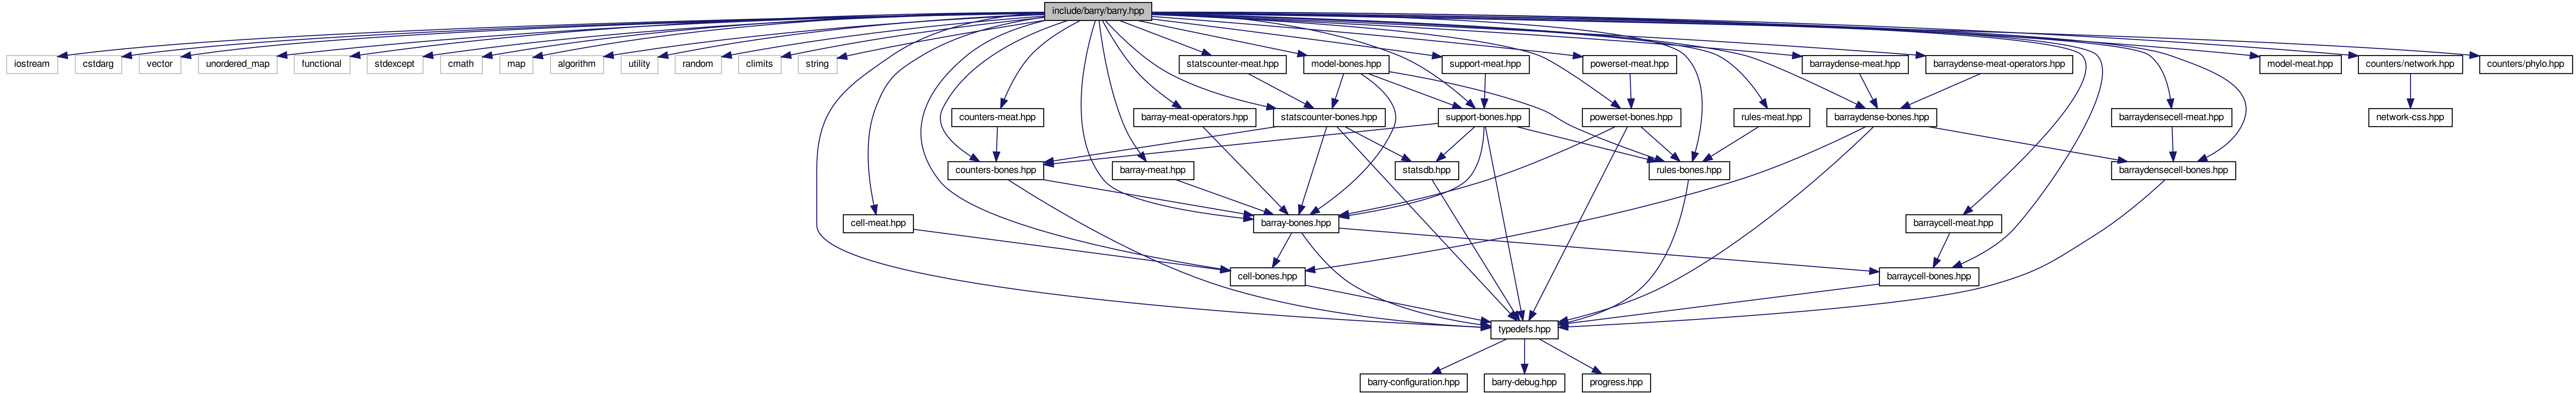 include/barry/barry.hpp
iostream
cstdarg
vector
unordered_map
functional
stdexcept
cmath
map
algorithm
utility
random
climits
string
statscounter-meat.hpp
model-bones.hpp
support-meat.hpp
powerset-meat.hpp
barraydense-meat.hpp
barraydense-meat-operators.hpp
model-meat.hpp
counters/network.hpp
counters/phylo.hpp
counters-meat.hpp
barray-meat-operators.hpp
statscounter-bones.hpp
support-bones.hpp
powerset-bones.hpp
rules-meat.hpp
barraydense-bones.hpp
barraydensecell-meat.hpp
network-css.hpp
counters-bones.hpp
barray-meat.hpp
statsdb.hpp
rules-bones.hpp
barraydensecell-bones.hpp
cell-meat.hpp
barray-bones.hpp
barraycell-meat.hpp
cell-bones.hpp
barraycell-bones.hpp
typedefs.hpp
barry-configuration.hpp
barry-debug.hpp
progress.hpp